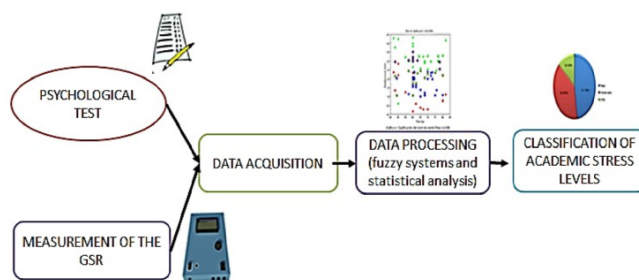 PSYCHOLOGICAL
TEST
MEASUREMENT OF THE
GSR
DATA ACQUISITION
DATA PROCESSING
(fuzzy systems and
statistical analysis)
CLASSIFICATION OF
ACADEMIC STRESS
LEVELS